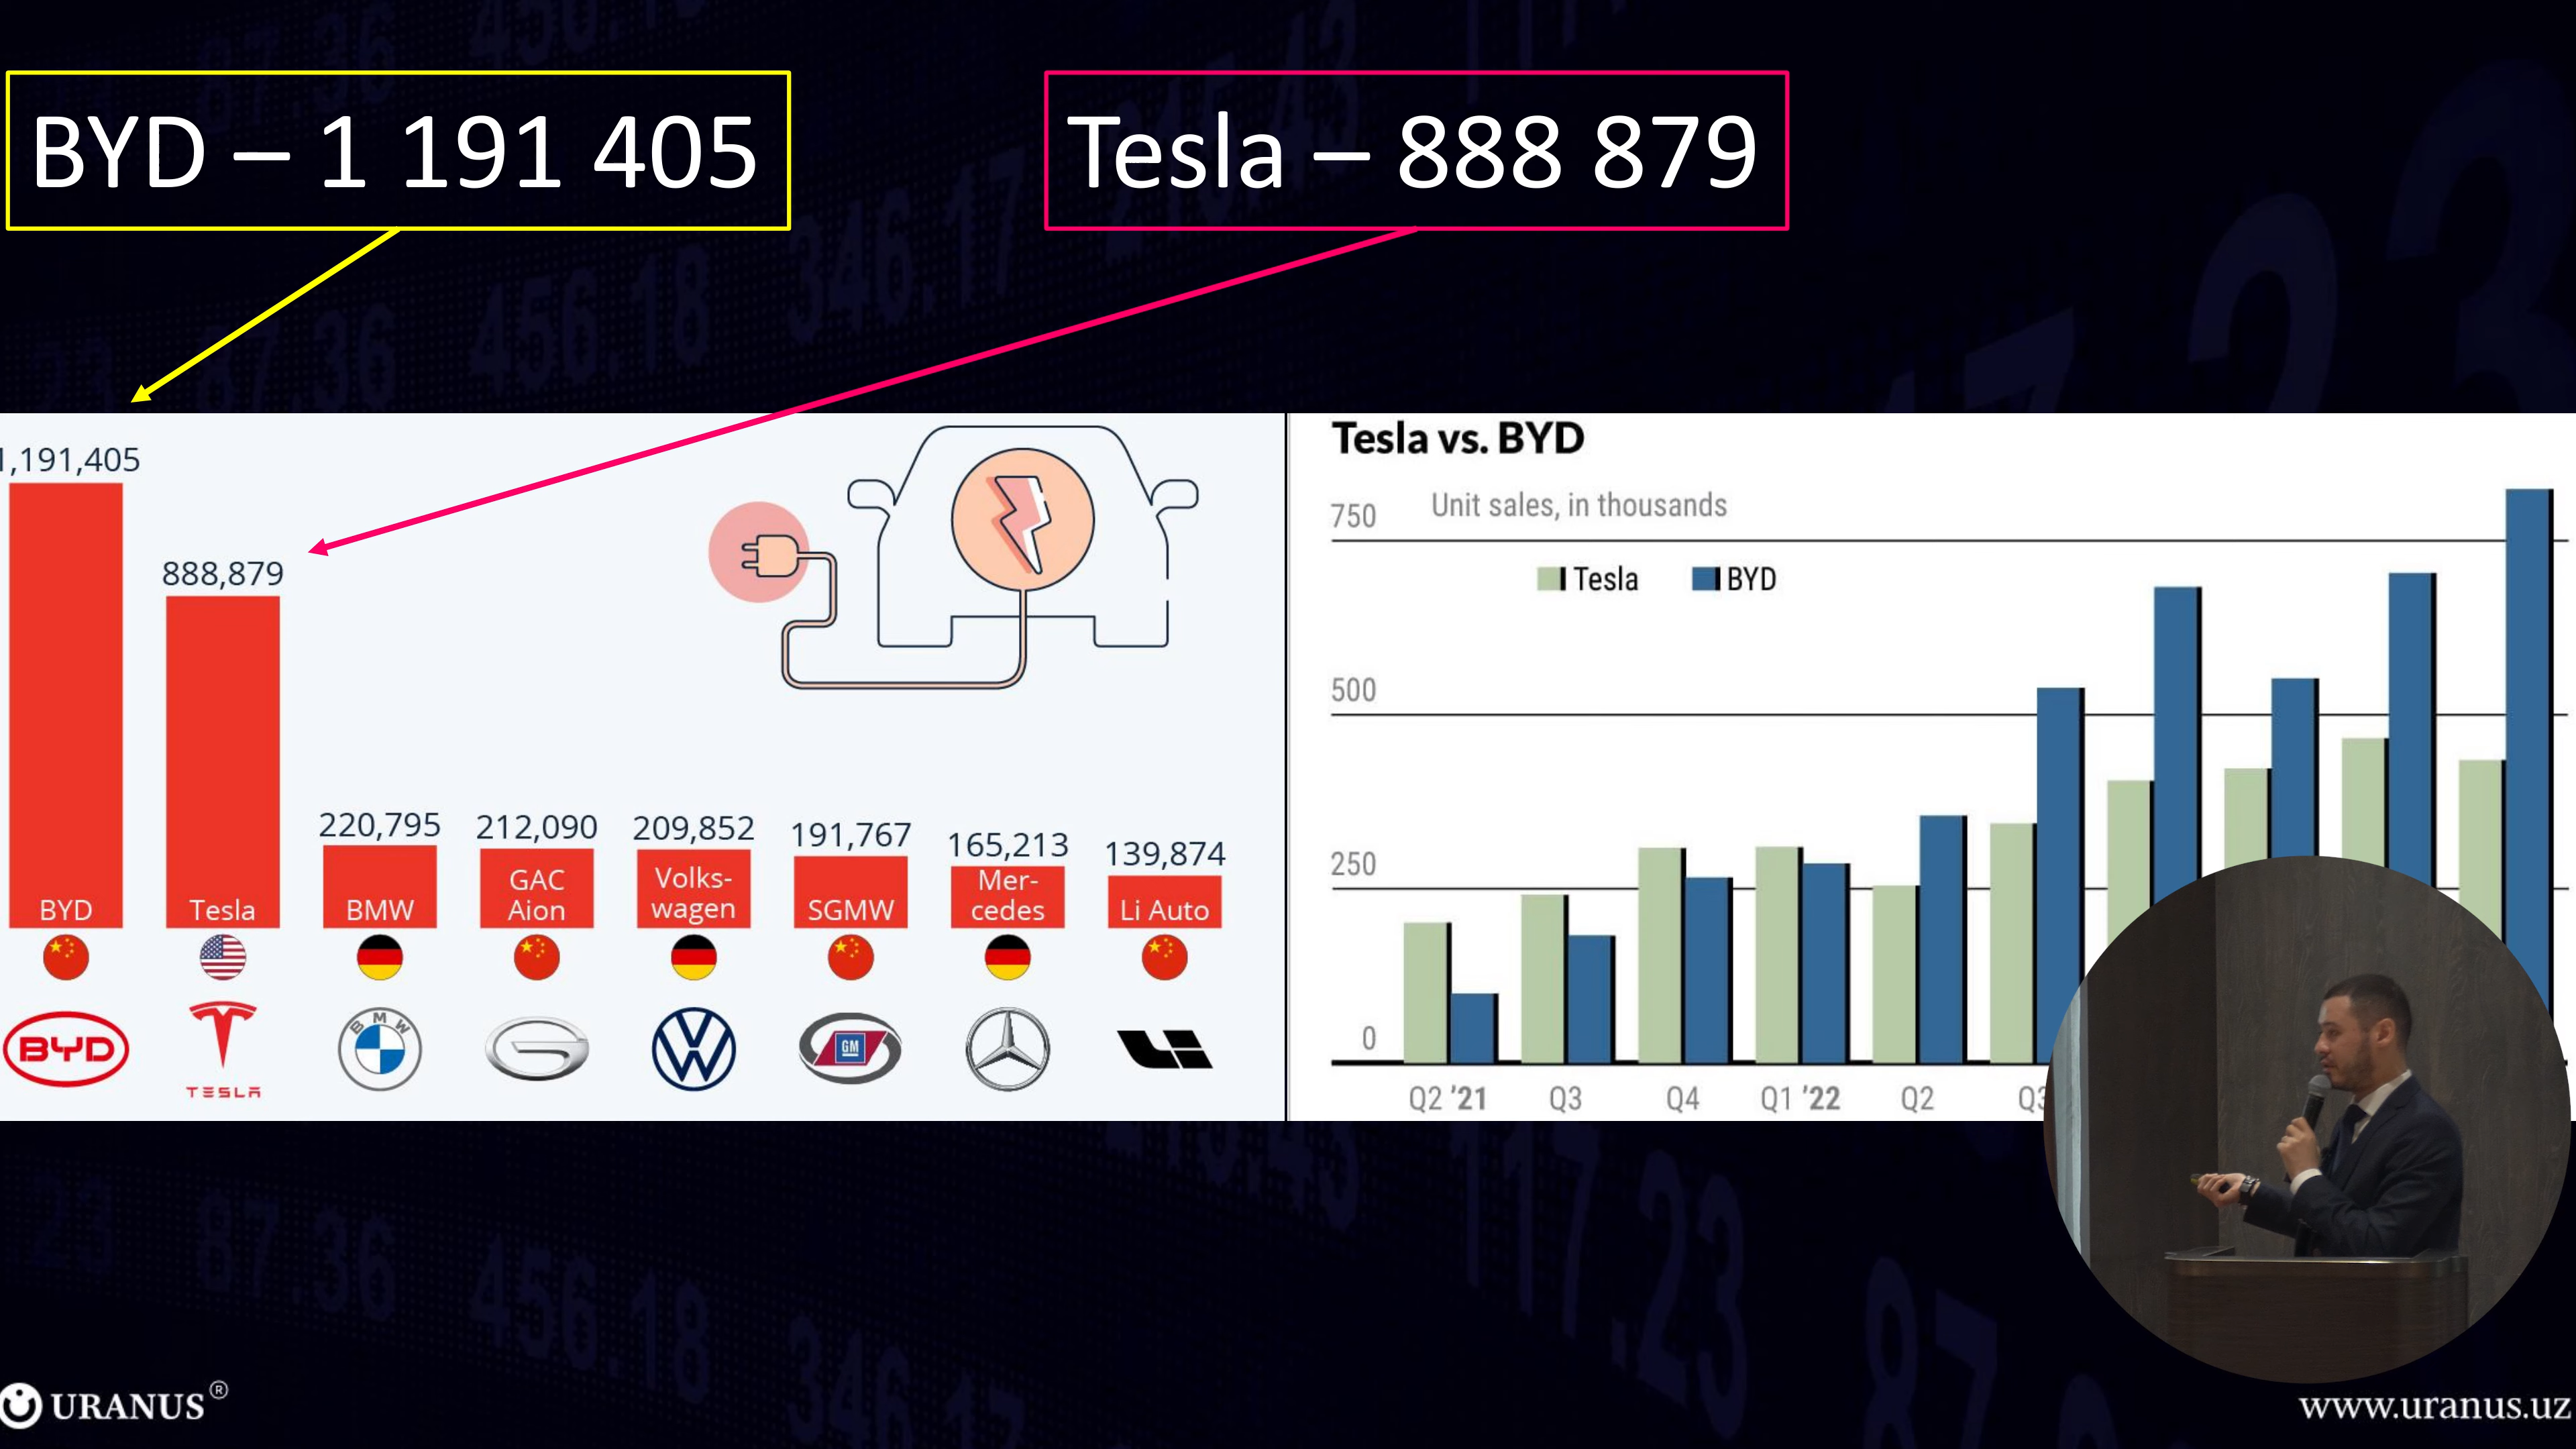 BYD – 1 191 405
Tesla – 888 879
1,191,405
888,879
220,795
212,090
209,852
191,767
165,213
139,874
BYD
Tesla
BMW
GAC
Aion
Volks-
wagen
SGMW
Mer-
cedes
Li Auto
BYD
TESLA
BMW
GM
Tesla vs. BYD
Unit sales, in thousands
750
Tesla
BYD
500
250
0
Q2 '21
Q3
Q4
Q1 '22
Q2
Q3
URANUS®
www.uranus.uz